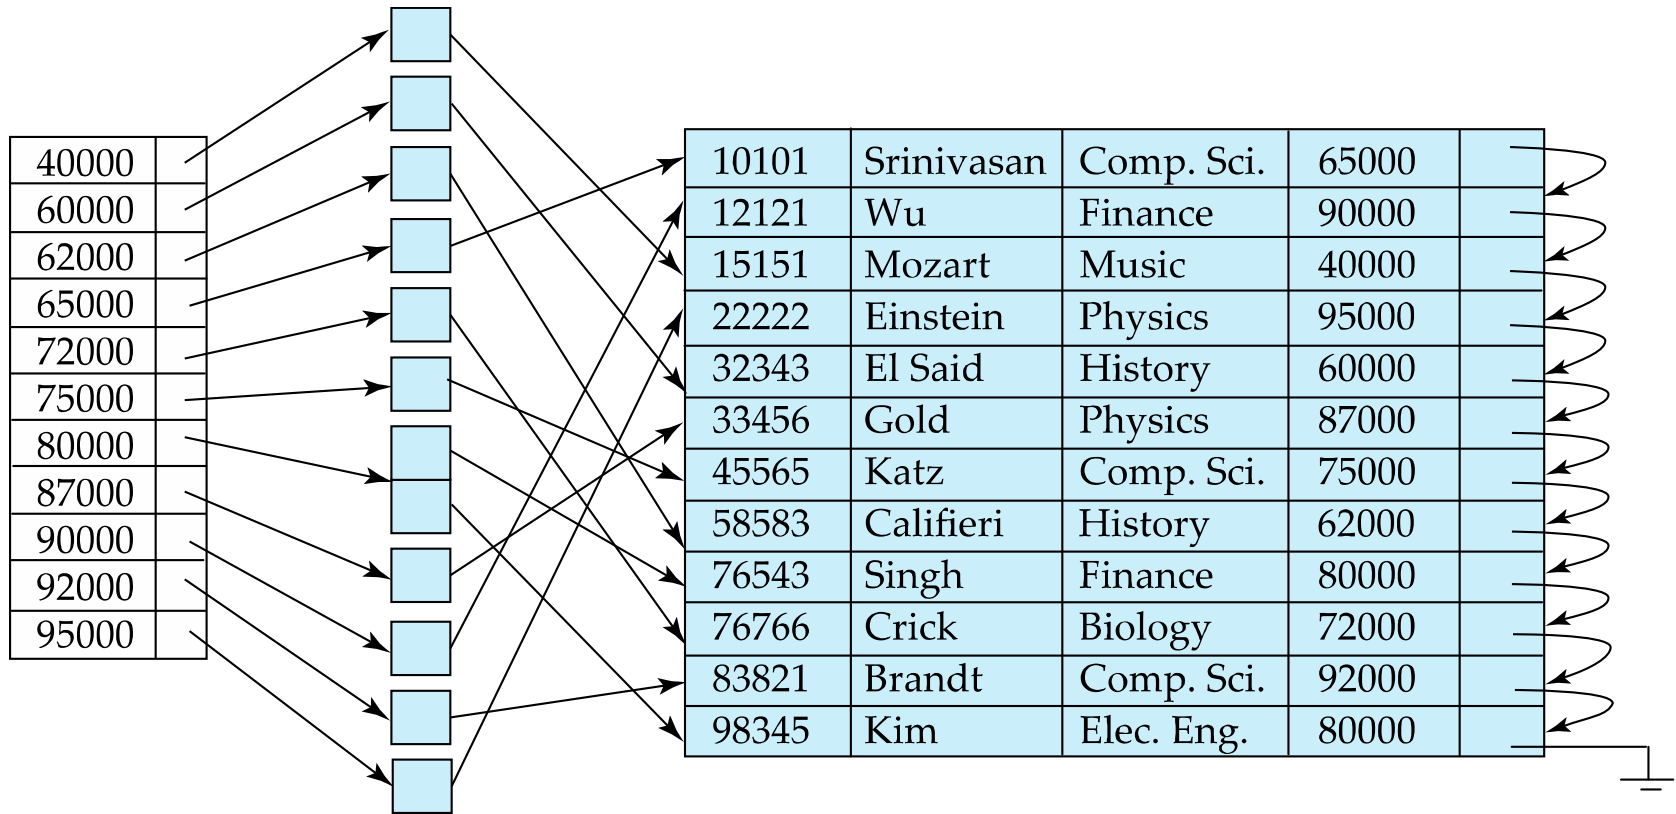 40000
60000
62000
65000
72000
75000
80000
87000
90000
92000
95000
10101 Srinivasan Comp. Sci. 65000
12121 Wu Finance 90000
15151 Mozart Music 40000
22222 Einstein Physics 95000
32343 El Said History 60000
33456 Gold Physics 87000
45565 Katz Comp. Sci. 75000
58583 Califieri History 62000
76543 Singh Finance 80000
76766 Crick Biology 72000
83821 Brandt Comp. Sci. 92000
98345 Kim Elec. Eng. 80000